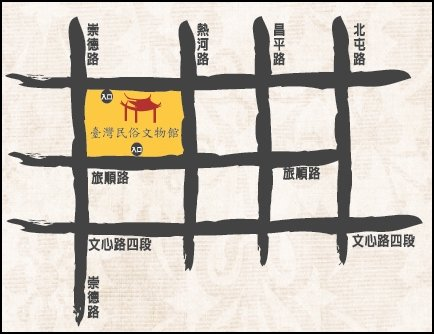 崇德路
熱河路
昌平路
北屯路
入口
臺灣民俗文物館
入口
旅順路
旅順路
文心路四段
文心路四段
崇德路